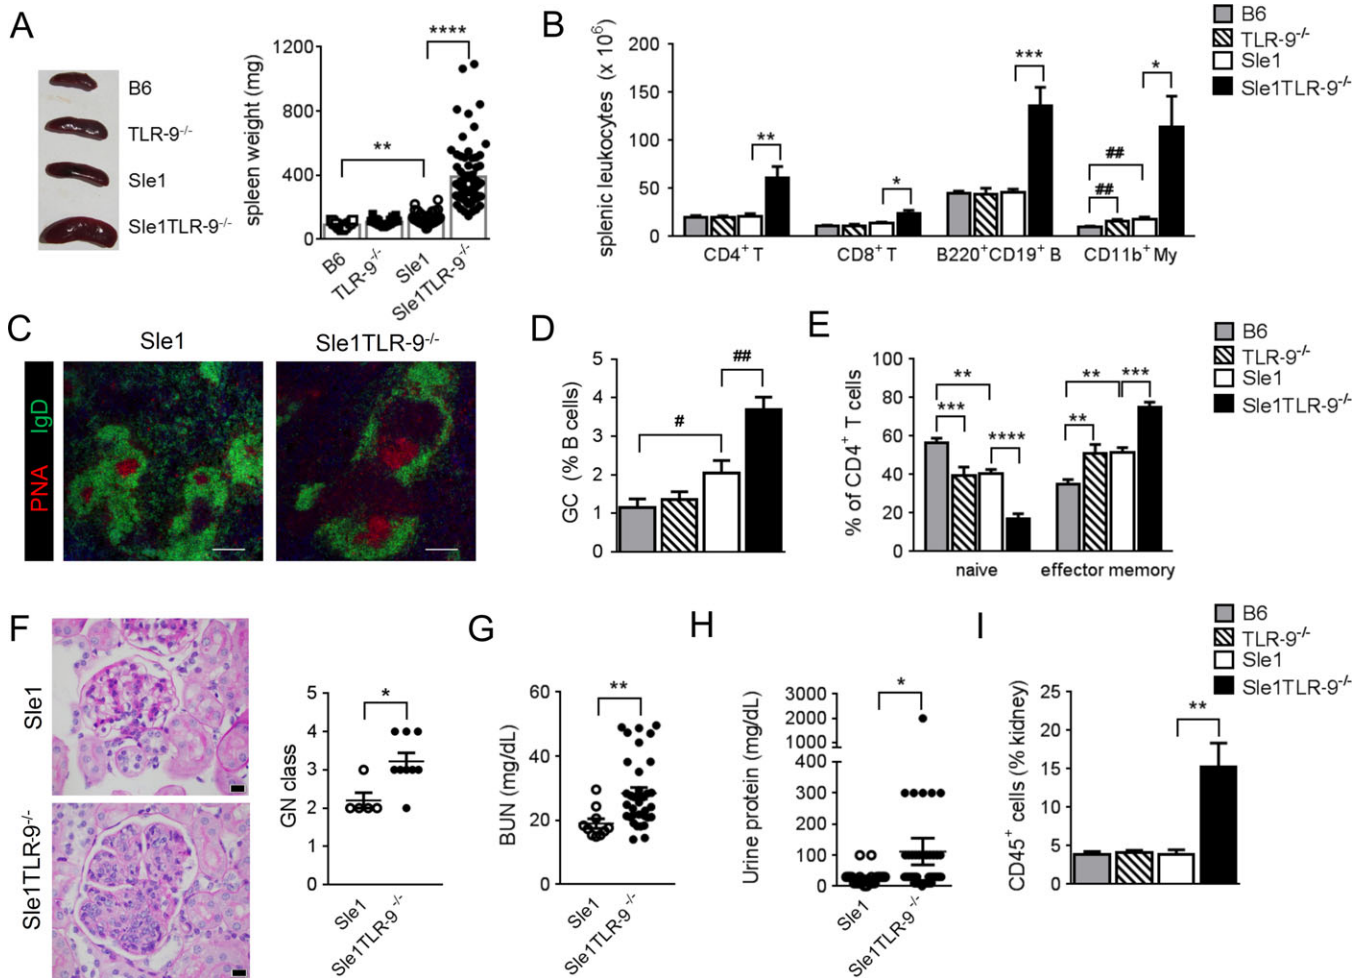 A
B6
TLR-9-/-
Sle1
Sle1TLR-9-/-
spleen weight (mg)
1200
800
400
0
**
****
B6
TLR-9-/-
Sle1
Sle1TLR-9-/-
B
splenic leukocytes (x 10⁶)
200
150
100
50
0
**
*
***
##
##
*
CD4+ T
CD8+ T
B220+CD19+ B
CD11b+ My
B6
TLR-9-/-
Sle1
Sle1TLR-9-/-
C
Sle1
Sle1TLR-9-/-
PNA IgD
D
GC (% B cells)
5
4
3
2
1
0
#
##
E
% of CD4+ T cells
100
80
60
40
20
0
**
***
****
**
***
**
naive
effector memory
B6
TLR-9-/-
Sle1
Sle1TLR-9-/-
F
Sle1
Sle1TLR-9-/-
GN class
5
4
3
2
1
0
*
Sle1
Sle1TLR-9-/-
G
BUN (mg/dL)
60
40
20
0
**
Sle1
Sle1TLR-9-/-
H
Urine protein (mg/dL)
3000
2000
1000
400
300
200
100
0
*
Sle1
Sle1TLR-9-/-
I
CD45+ cells (% kidney)
25
20
15
10
5
0
**
B6
TLR-9-/-
Sle1
Sle1TLR-9-/-